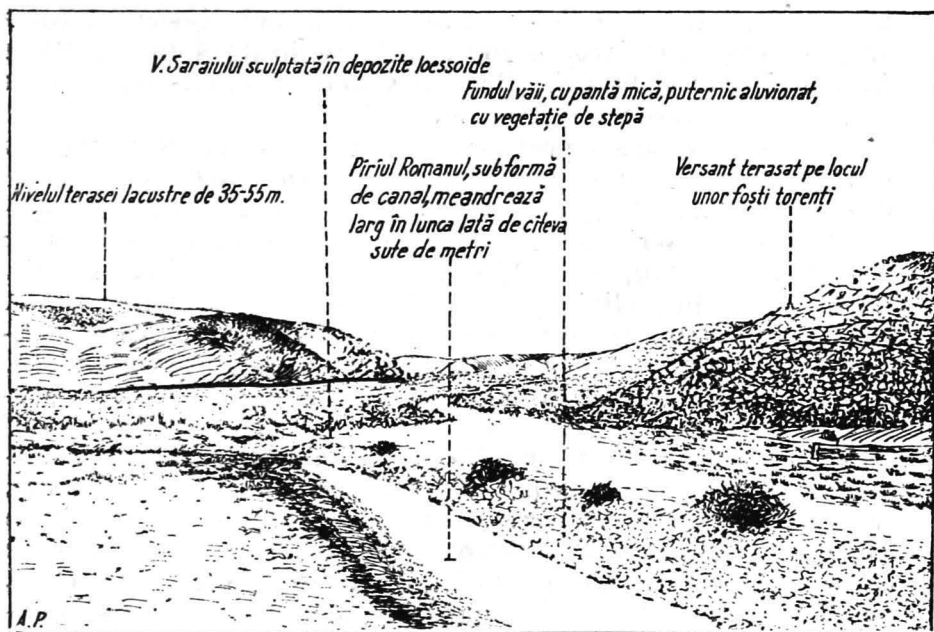 V. Saraiului sculptată în depozite loessoide
Fundul văii, cu pantă mică, puternic aluvionat,
cu vegetație de stepă
Pîrîul Romanul, sub formă
de canal, meandrează
larg în lunca lată de cîteva
sute de metri
Versant terasat pe locul
unor foști torenți
Nivelul terasei lacustre de 35-55m.
A.P.